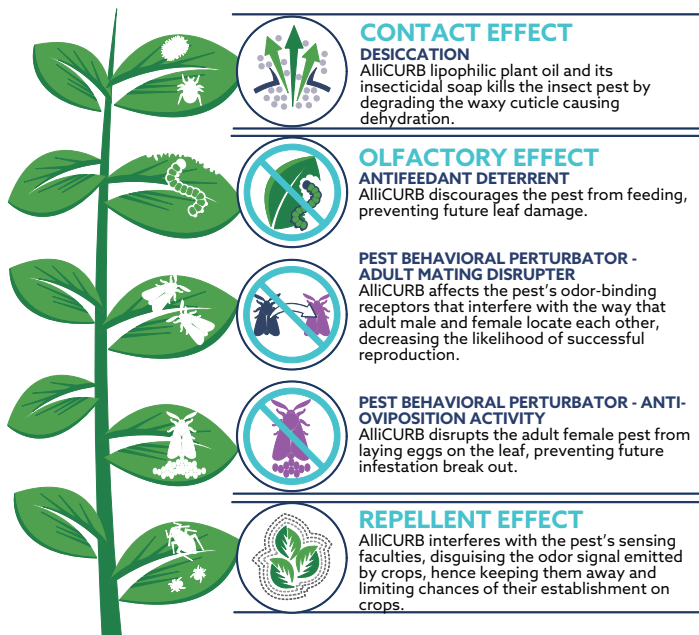 CONTACT EFFECT
DESICCATION
AlliCURB lipophilic plant oil and its
insecticidal soap kills the insect pest by
degrading the waxy cuticle causing
dehydration.
OLFACTORY EFFECT
ANTIFEEDANT DETERRENT
AlliCURB discourages the pest from feeding,
preventing future leaf damage.
PEST BEHAVIORAL PERTURBATOR -
ADULT MATING DISRUPTER
AlliCURB affects the pest's odor-binding
receptors that interfere with the way that
adult male and female locate each other,
decreasing the likelihood of successful
reproduction.
PEST BEHAVIORAL PERTURBATOR - ANTI-
OVIPOSITION ACTIVITY
AlliCURB disrupts the adult female pest from
laying eggs on the leaf, preventing future
infestation break out.
REPELLENT EFFECT
AlliCURB interferes with the pest's sensing
faculties, disguising the odor signal emitted
by crops, hence keeping them away and
limiting chances of their establishment on
crops.